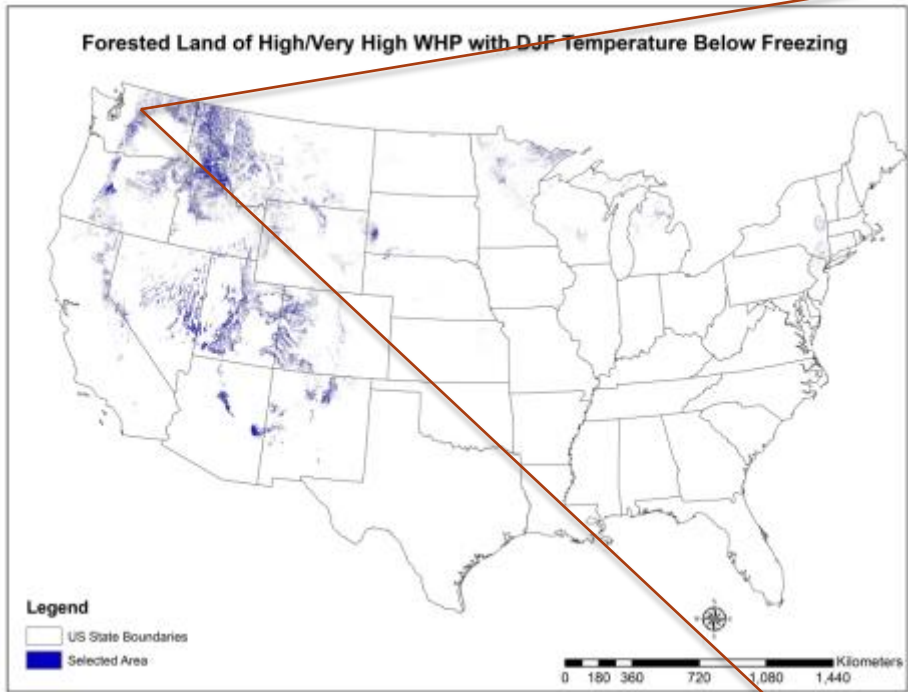 Forested Land of High/Very High WHP with DJF Temperature Below Freezing
Legend
US State Boundaries
Selected Area
Kilometers
0 180 360 720 1,080 1,440